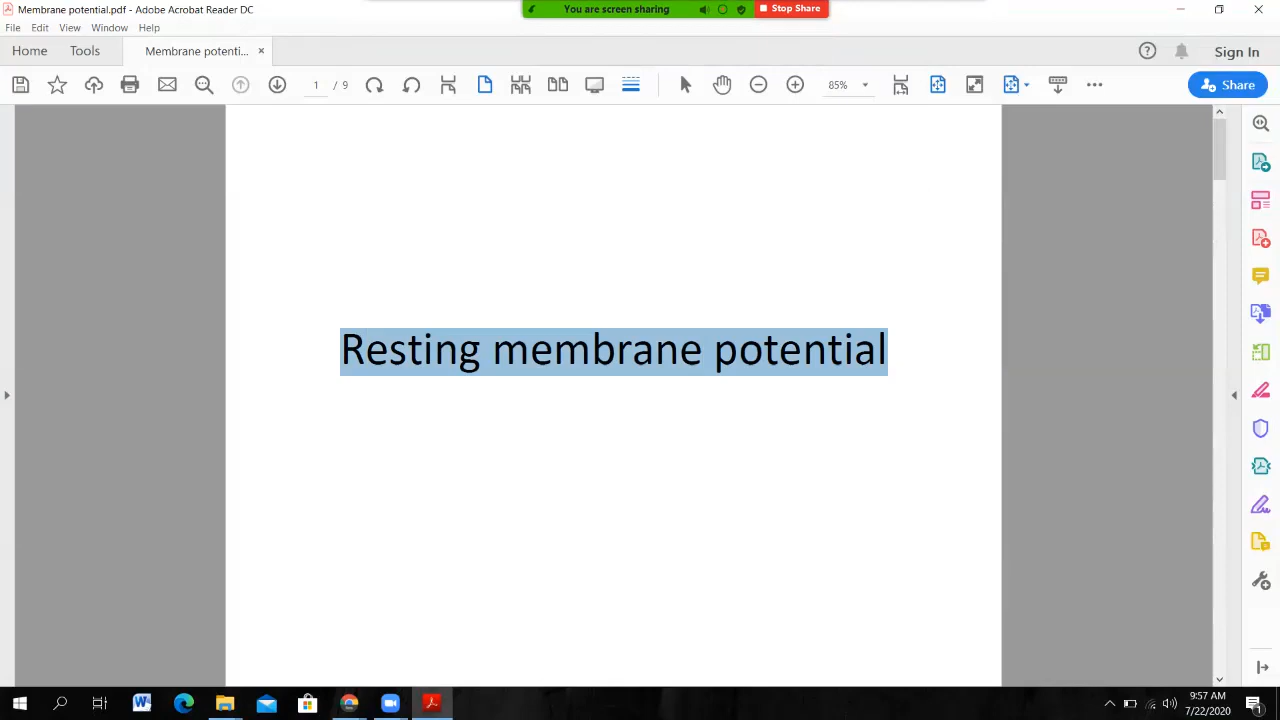 Membrane potential.pdf - Adobe Acrobat Reader DC
You are screen sharing
Stop Share
File Edit View Window Help
Home Tools Membrane potenti... × Sign In
1 / 9 85% Share
Resting membrane potential
9:57 AM
7/22/2020